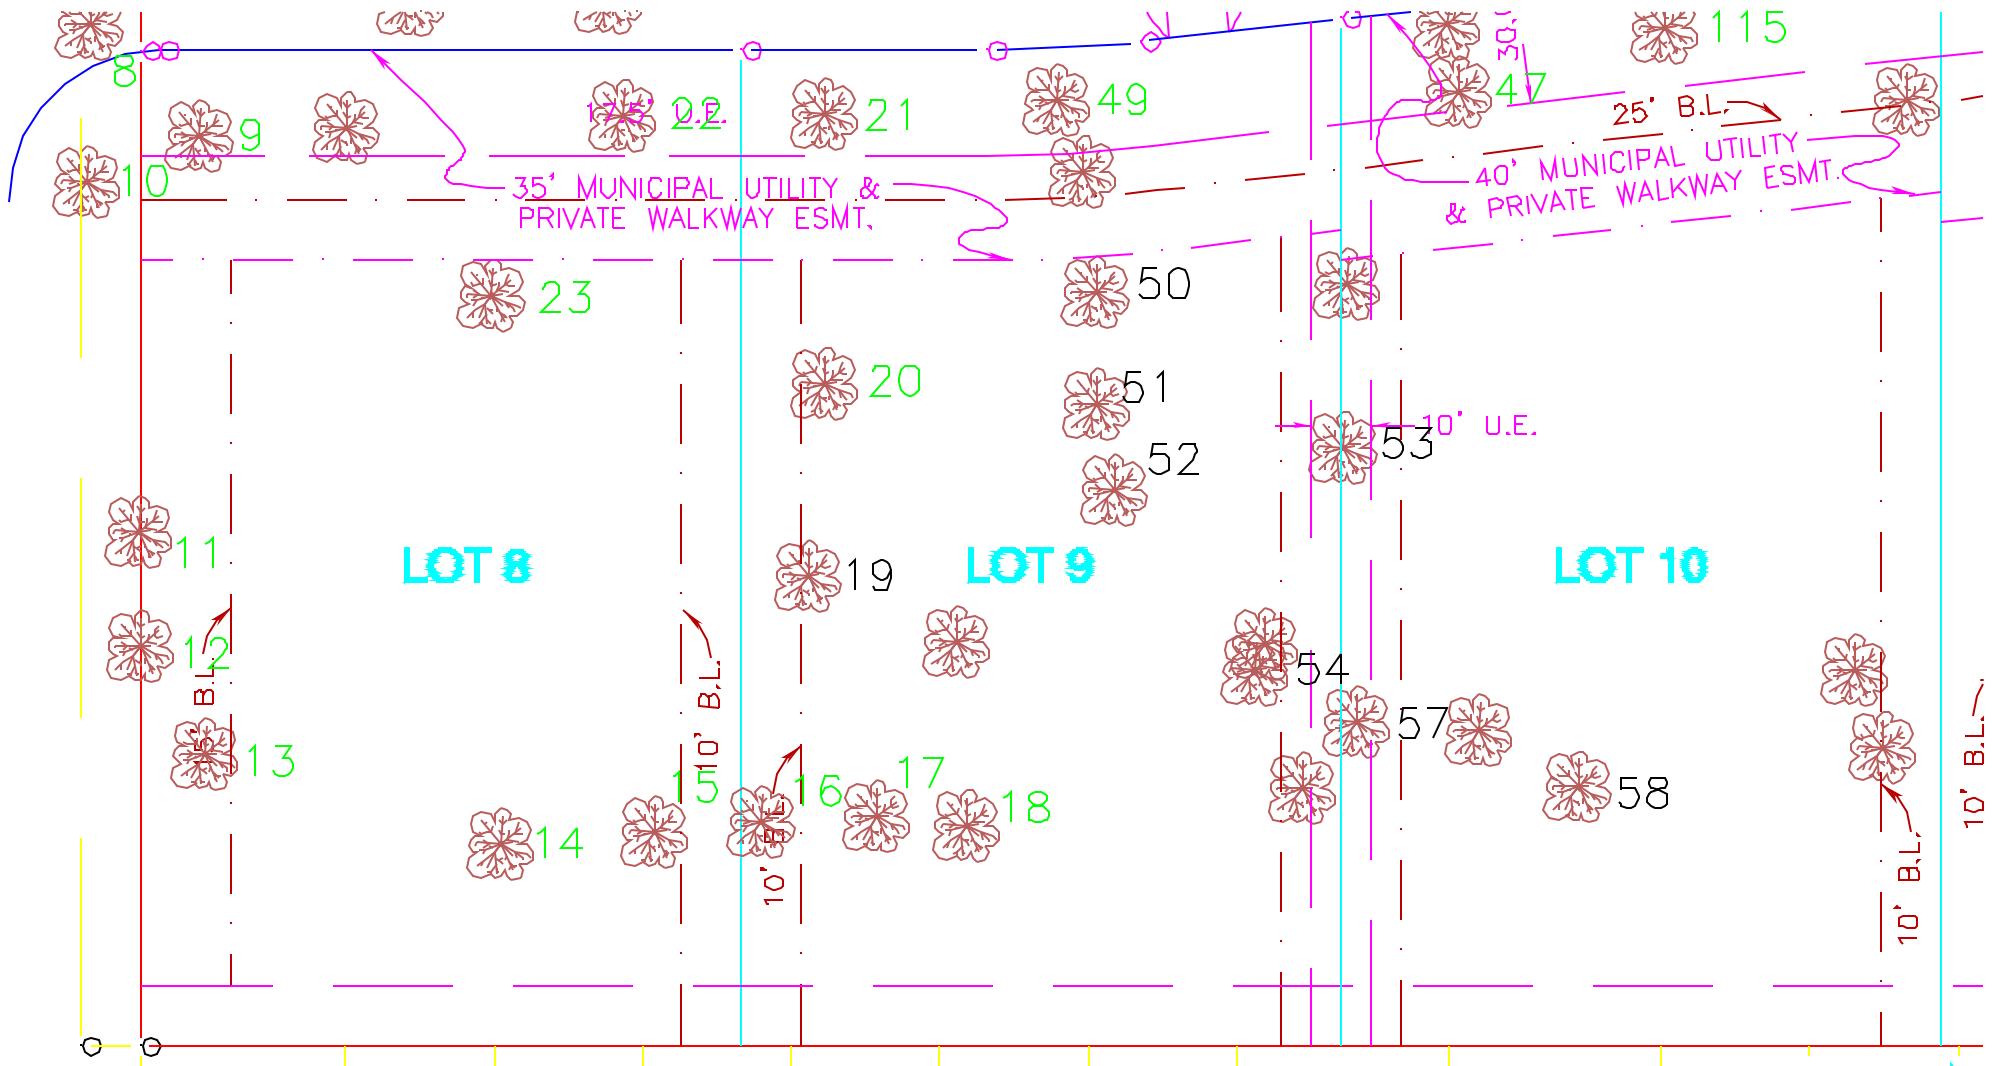 115
30.0
8
47
22
17.5' U.E.
21
49
25' B.L.
9
10
40' MUNICIPAL UTILITY
& PRIVATE WALKWAY ESMT.
35' MUNICIPAL UTILITY &
PRIVATE WALKWAY ESMT.
23
50
20
51
10' U.E.
53
52
11
LOT 8
LOT 9
LOT 10
19
12
15' B.L.
54
10' B.L.
57
13
15
16
17
18
58
10' B.L.
10' B.L.
14
10' B.L.